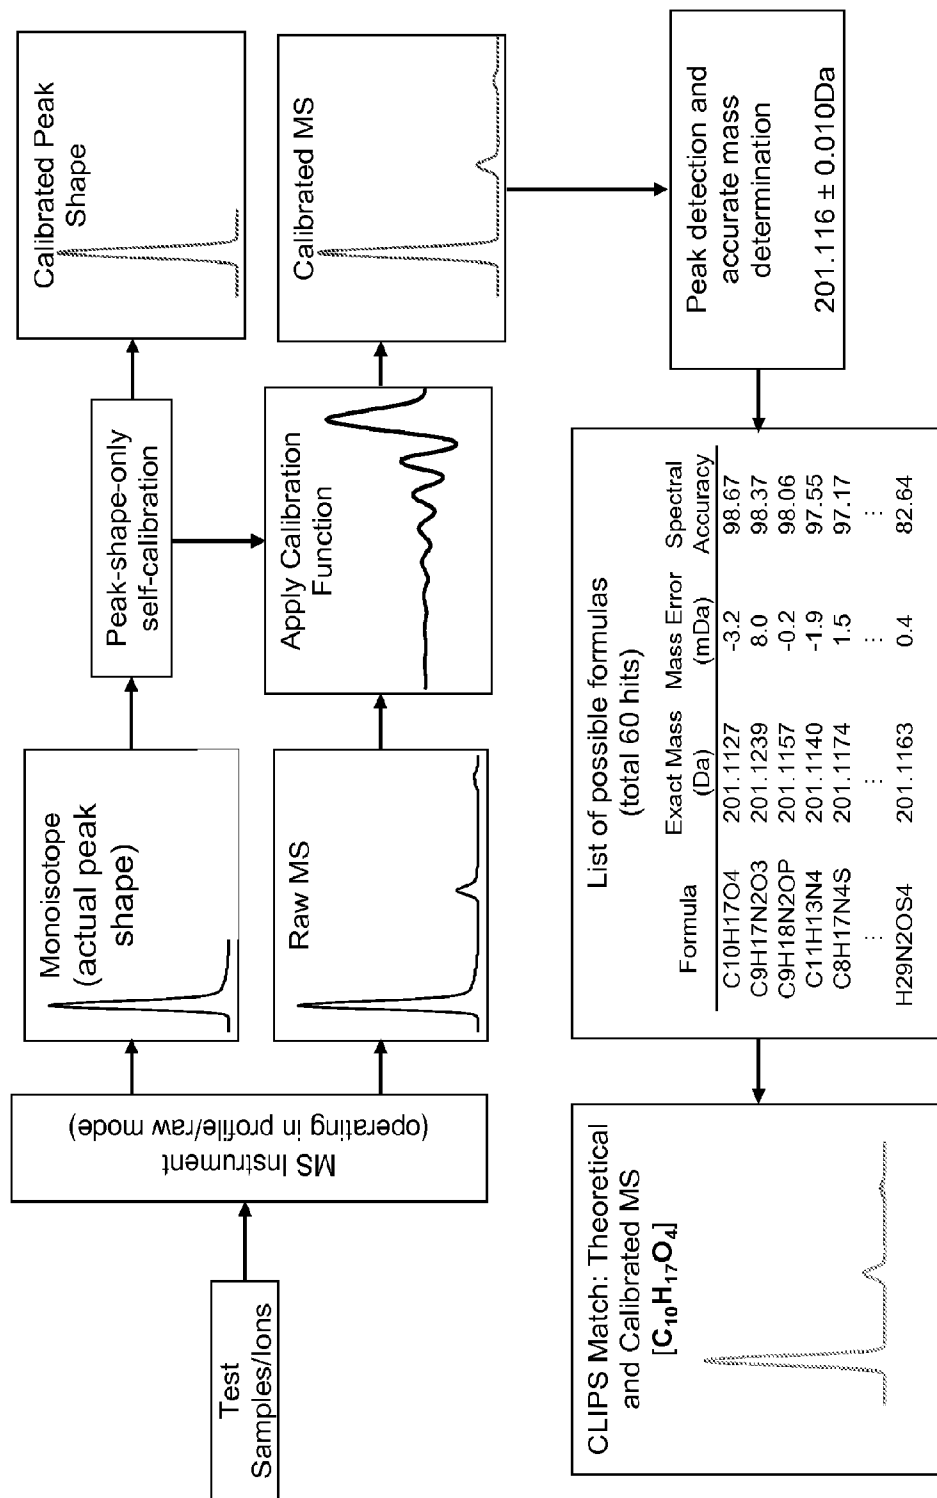 Test
Samples/Ions
MS Instrument
(operating in profile/raw mode)
Monoisotope
(actual peak
shape)
Raw MS
Peak-shape-only
self-calibration
Apply Calibration
Function
Calibrated Peak
Shape
Calibrated MS
Peak detection and
accurate mass
determination
201.116 ± 0.010Da
List of possible formulas
(total 60 hits)
Formula Exact Mass Mass Error Spectral
(Da) (mDa) Accuracy
C10H17O4 201.1127 -3.2 98.67
C9H17N2O3 201.1239 8.0 98.37
C9H18N2OP 201.1157 -0.2 98.06
C11H13N4 201.1140 -1.9 97.55
C8H17N4S 201.1174 1.5 97.17
⋮ ⋮ ⋮ ⋮
H29N2OS4 201.1163 0.4 82.64
CLIPS Match: Theoretical
and Calibrated MS
[C₁₀H₁₇O₄]